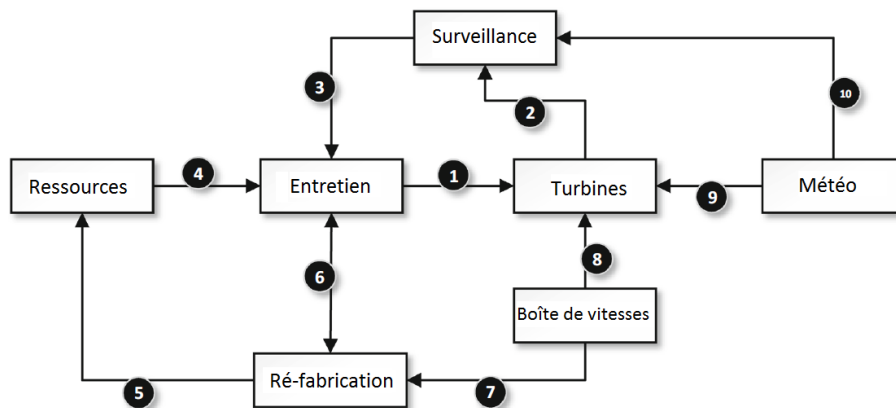 Surveillance
3
2
10
Ressources
4
Entretien
1
Turbines
9
Météo
6
8
Boîte de vitesses
5
Ré-fabrication
7